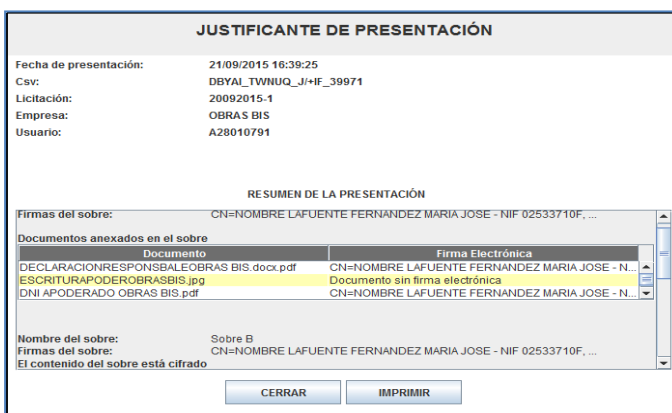 JUSTIFICANTE DE PRESENTACIÓN
Fecha de presentación: 21/09/2015 16:39:25
Csv: DBYAI_TWNUQ_J/+IF_39971
Licitación: 20092015-1
Empresa: OBRAS BIS
Usuario: A28010791
RESUMEN DE LA PRESENTACIÓN
Firmas del sobre: CN=NOMBRE LAFUENTE FERNANDEZ MARIA JOSE - NIF 02533710F, ...
Documentos anexados en el sobre
Documento Firma Electrónica
DECLARACIONRESPONSBALEOBRAS BIS.docx.pdf CN=NOMBRE LAFUENTE FERNANDEZ MARIA JOSE - N...
ESCRITURAPODEROBRASBIS.jpg Documento sin firma electrónica
DNI APODERADO OBRAS BIS.pdf CN=NOMBRE LAFUENTE FERNANDEZ MARIA JOSE - N...
Nombre del sobre: Sobre B
Firmas del sobre: CN=NOMBRE LAFUENTE FERNANDEZ MARIA JOSE - NIF 02533710F, ...
El contenido del sobre está cifrado
CERRAR IMPRIMIR